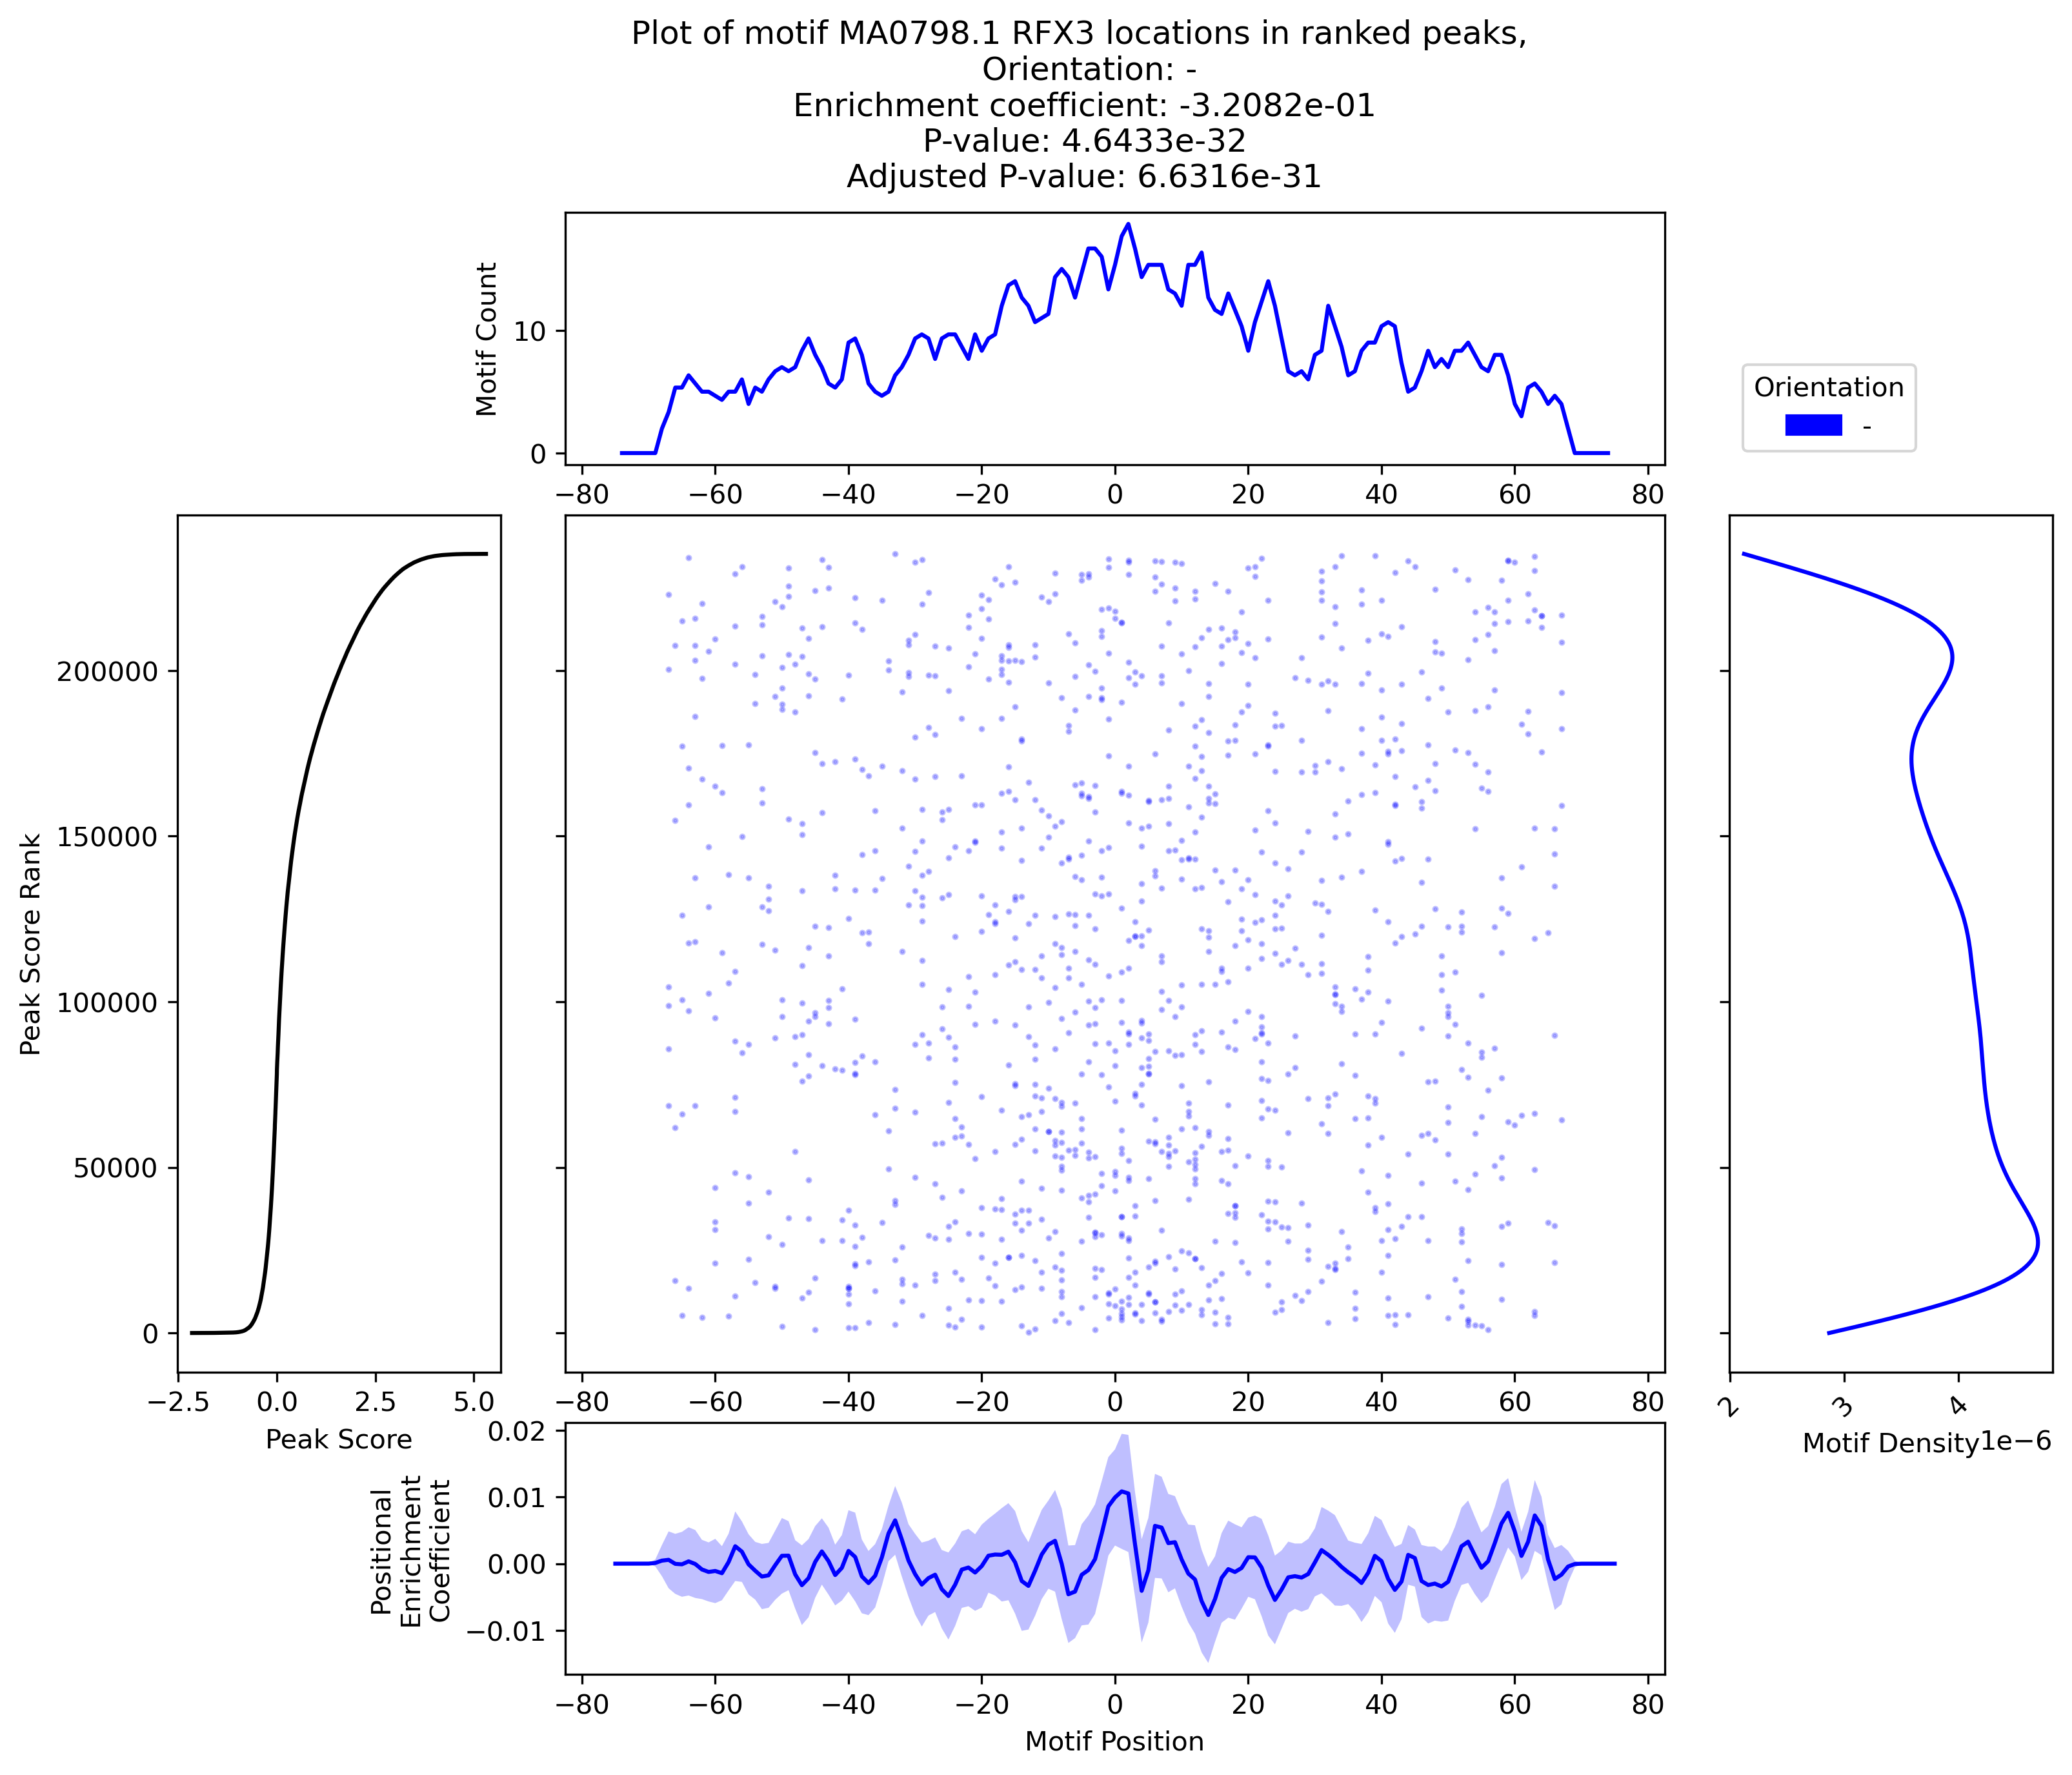 Plot of motif MA0798.1 RFX3 locations in ranked peaks,
Orientation: -
Enrichment coefficient: -3.2082e-01
P-value: 4.6433e-32
Adjusted P-value: 6.6316e-31
Motif Count
10
0
−80 −60 −40 −20 0 20 40 60 80
Orientation
-
Peak Score Rank
200000
150000
100000
50000
0
−2.5 0.0 2.5 5.0
Peak Score
−80 −60 −40 −20 0 20 40 60 80
2 3 4
Motif Density
1e−6
Positional
Enrichment
Coefficient
0.02
0.01
0.00
−0.01
−80 −60 −40 −20 0 20 40 60 80
Motif Position